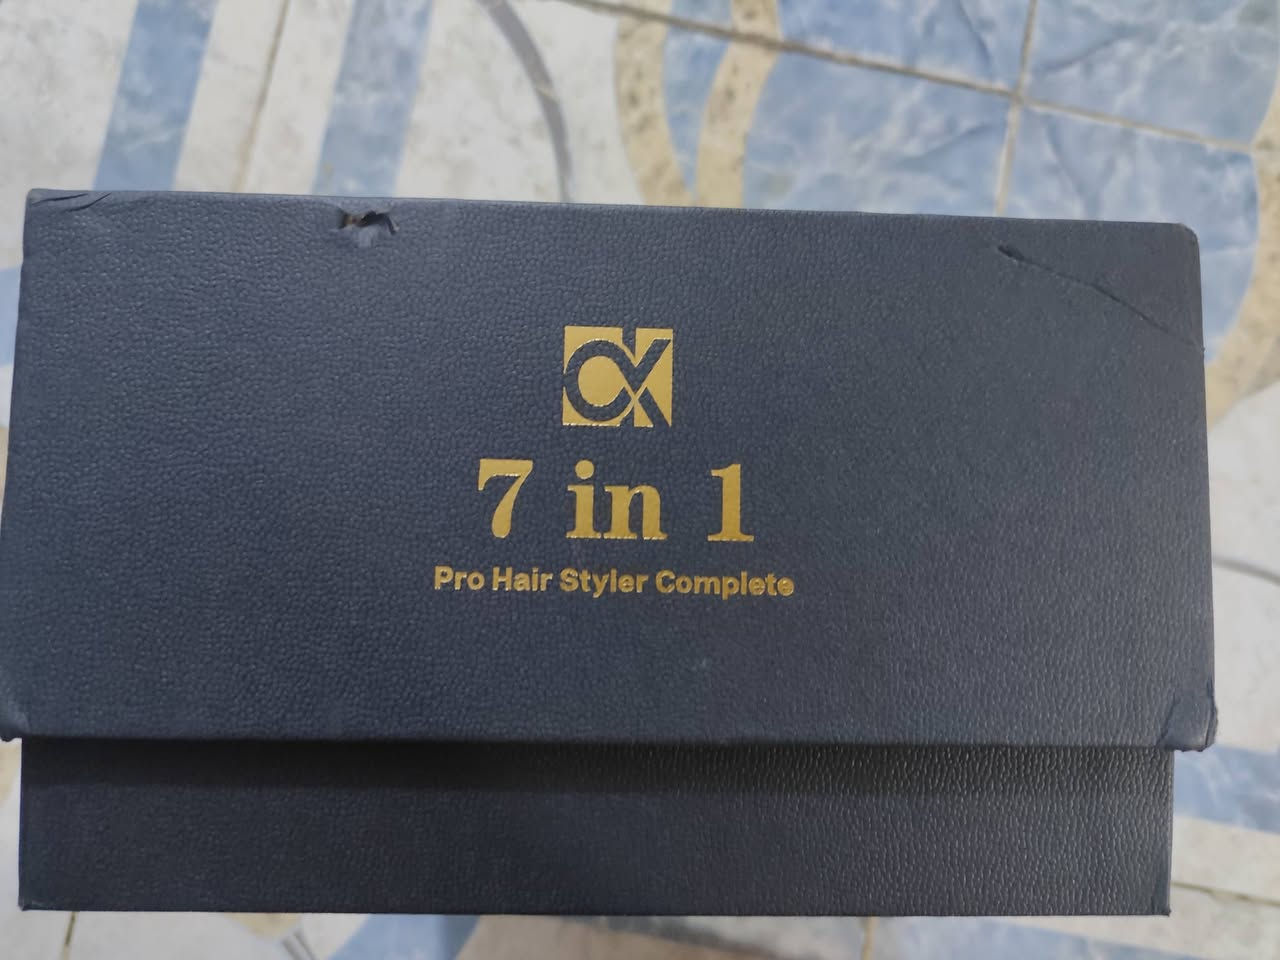 7 in 1
Pro Hair Styler Complete